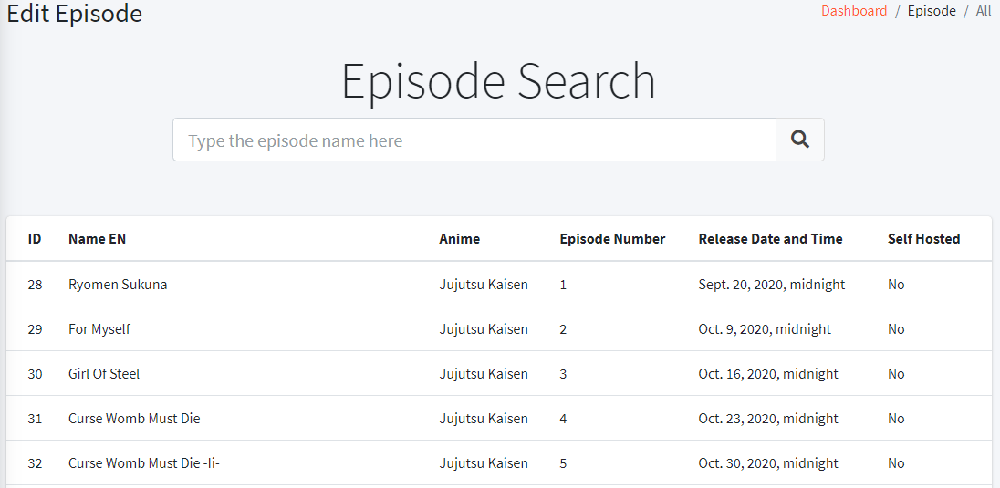 Edit Episode
Dashboard / Episode / All
Episode Search
Type the episode name here
ID Name EN Anime Episode Number Release Date and Time Self Hosted
28 Ryomen Sukuna Jujutsu Kaisen 1 Sept. 20, 2020, midnight No
29 For Myself Jujutsu Kaisen 2 Oct. 9, 2020, midnight No
30 Girl Of Steel Jujutsu Kaisen 3 Oct. 16, 2020, midnight No
31 Curse Womb Must Die Jujutsu Kaisen 4 Oct. 23, 2020, midnight No
32 Curse Womb Must Die -Ii- Jujutsu Kaisen 5 Oct. 30, 2020, midnight No